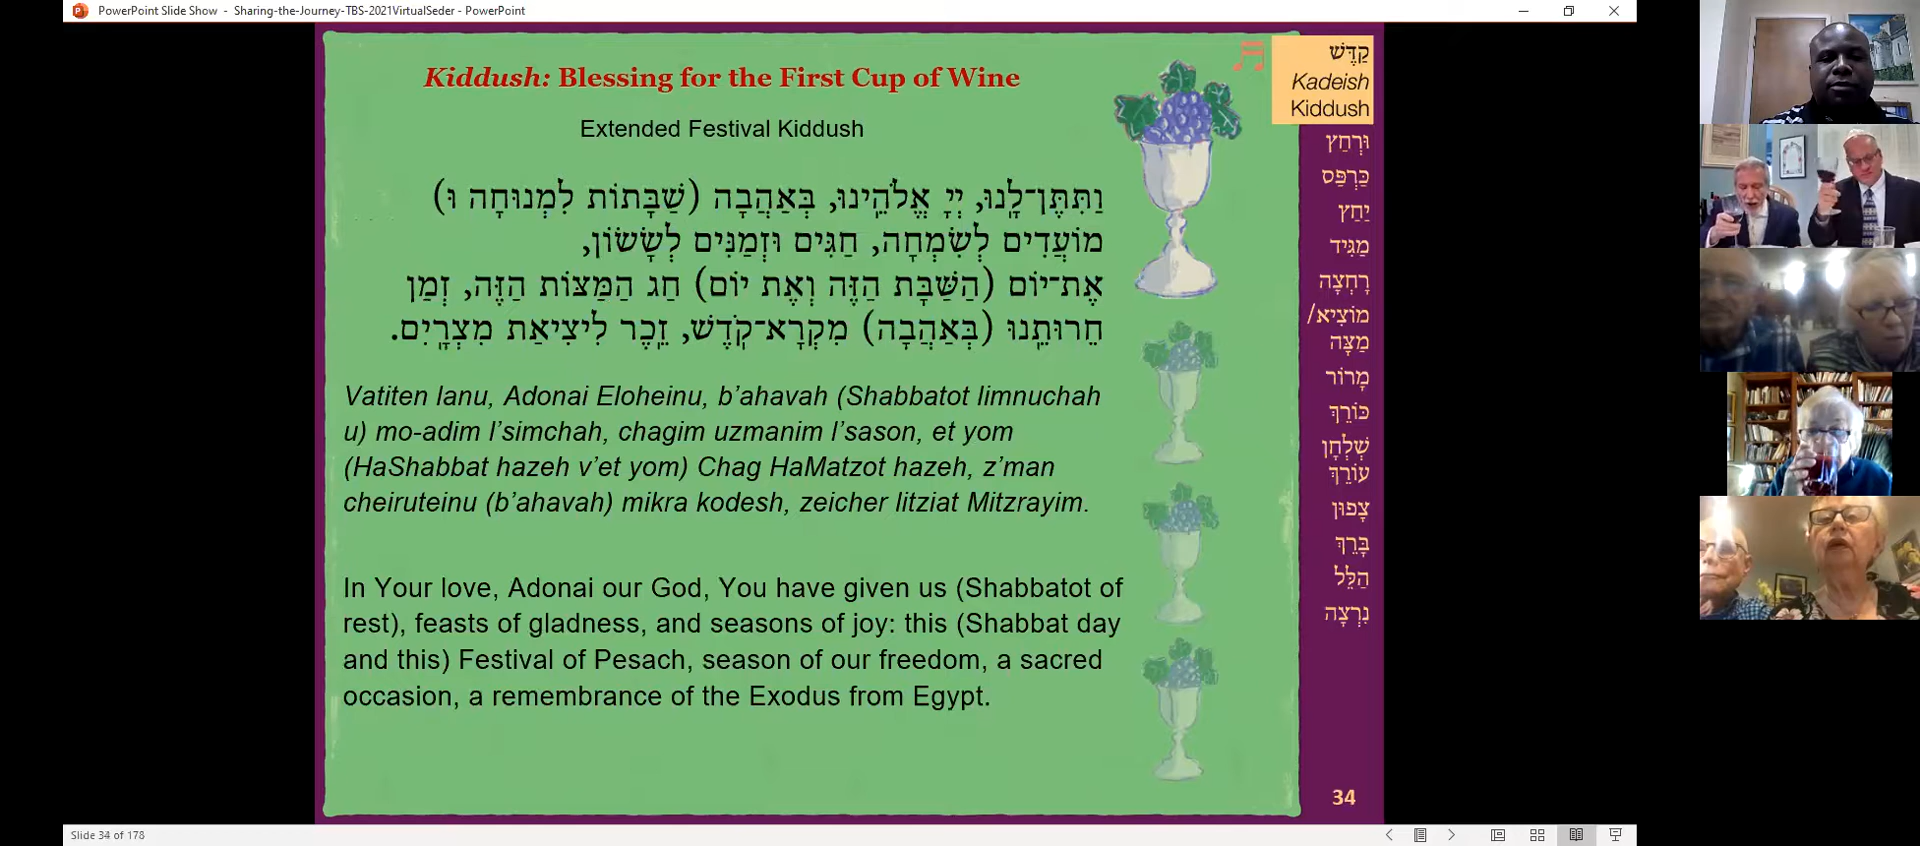 PowerPoint Slide Show - Sharing-the-Journey-TBS-2021VirtualSeder - PowerPoint
Kiddush: Blessing for the First Cup of Wine
Extended Festival Kiddush
וַתִּתֶּן־לָֽנוּ, יְיָ אֱלֹהֵֽינוּ, בְּאַהֲבָה (שַׁבָּתוֹת לִמְנוּחָה וּ)
מוֹעֲדִים לְשִׂמְחָה, חַגִּים וּזְמַנִּים לְשָׂשׂוֹן,
אֶת־יוֹם (הַשַּׁבָּת הַזֶּה וְאֶת יוֹם) חַג הַמַּצּוֹת הַזֶּה, זְמַן
חֵרוּתֵֽנוּ (בְּאַהֲבָה) מִקְרָא־קֹֽדֶשׁ, זֵֽכֶר לִיצִיאַת מִצְרָֽיִם.
Vatiten lanu, Adonai Eloheinu, b’ahavah (Shabbatot limnuchah
u) mo-adim l’simchah, chagim uzmanim l’sason, et yom
(HaShabbat hazeh v’et yom) Chag HaMatzot hazeh, z’man
cheiruteinu (b’ahavah) mikra kodesh, zeicher litziat Mitzrayim.
In Your love, Adonai our God, You have given us (Shabbatot of
rest), feasts of gladness, and seasons of joy: this (Shabbat day
and this) Festival of Pesach, season of our freedom, a sacred
occasion, a remembrance of the Exodus from Egypt.
קַדֵּשׁ
Kadeish
Kiddush
וּרְחַץ
כַּרְפַּס
יַחַץ
מַגִּיד
רָחְצָה
מוֹצִיא/
מַצָּה
מָרוֹר
כּוֹרֵךְ
שֻׁלְחָן
עוֹרֵךְ
צָפוּן
בָּרֵךְ
הַלֵּל
נִרְצָה
34
Slide 34 of 178